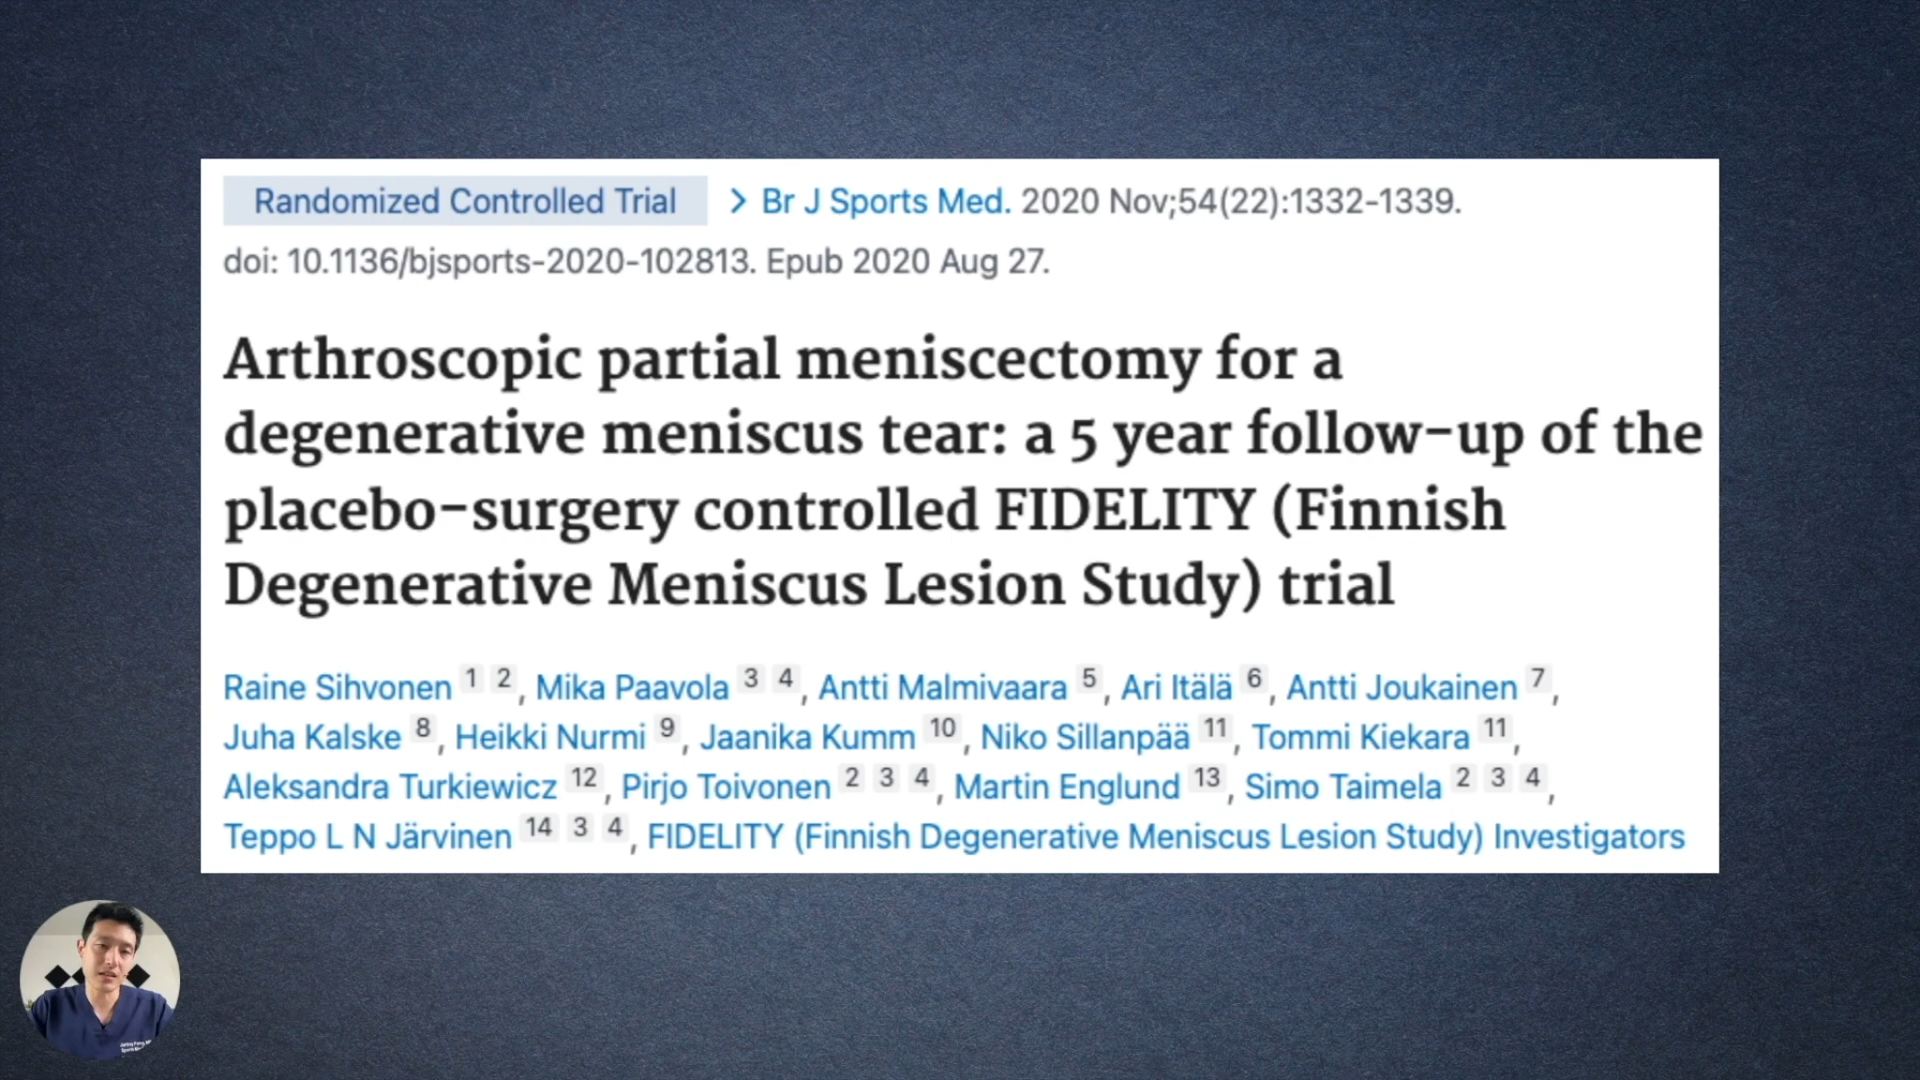 Randomized Controlled Trial > Br J Sports Med. 2020 Nov;54(22):1332-1339.
doi: 10.1136/bjsports-2020-102813. Epub 2020 Aug 27.
Arthroscopic partial meniscectomy for a
degenerative meniscus tear: a 5 year follow-up of the
placebo-surgery controlled FIDELITY (Finnish
Degenerative Meniscus Lesion Study) trial
Raine Sihvonen 1 2, Mika Paavola 3 4, Antti Malmivaara 5, Ari Itälä 6, Antti Joukainen 7,
Juha Kalske 8, Heikki Nurmi 9, Jaanika Kumm 10, Niko Sillanpää 11, Tommi Kiekara 11,
Aleksandra Turkiewicz 12, Pirjo Toivonen 2 3 4, Martin Englund 13, Simo Taimela 2 3 4,
Teppo L N Järvinen 14 3 4, FIDELITY (Finnish Degenerative Meniscus Lesion Study) Investigators